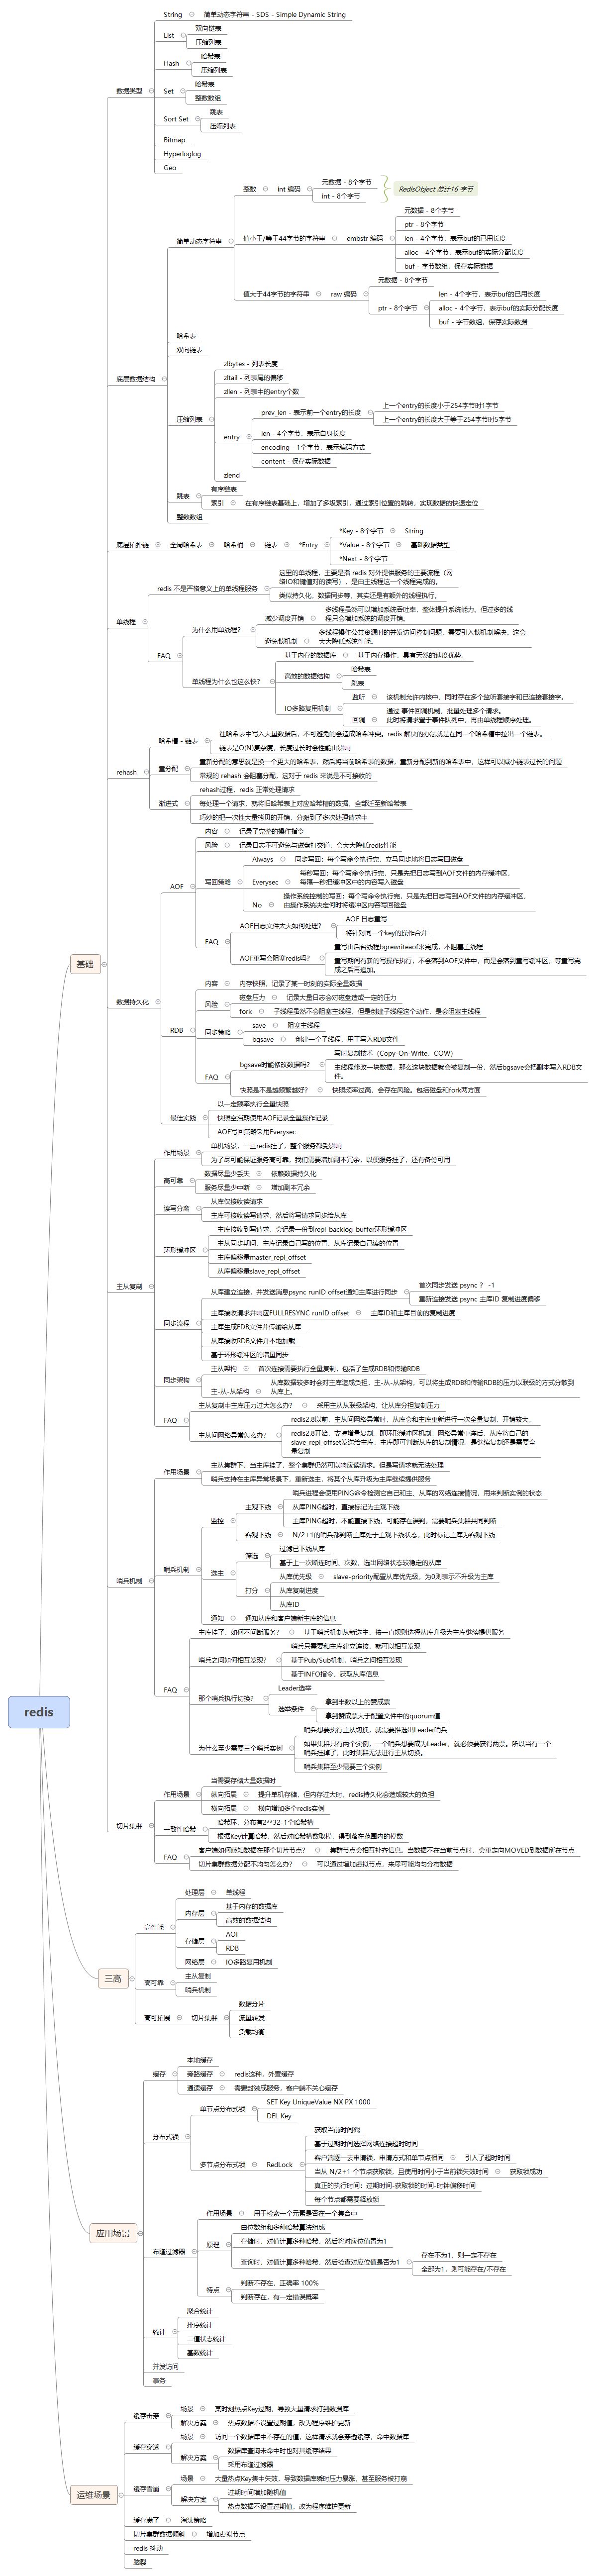 redis
基础
数据类型
String
简单动态字符串 - SDS - Simple Dynamic String
List
双向链表
压缩列表
Hash
哈希表
压缩列表
Set
哈希表
整数数组
Sort Set
跳表
压缩列表
Bitmap
Hyperloglog
Geo
底层数据结构
简单动态字符串
整数
int 编码
元数据 - 8个字节
int - 8个字节
RedisObject 总计16 字节
值小于/等于44字节的字符串
embstr 编码
元数据 - 8个字节
ptr - 8个字节
len - 4个字节，表示buf的已用长度
alloc - 4个字节，表示buf的实际分配长度
buf - 字节数组，保存实际数据
值大于44字节的字符串
raw 编码
元数据 - 8个字节
ptr - 8个字节
len - 4个字节，表示buf的已用长度
alloc - 4个字节，表示buf的实际分配长度
buf - 字节数组，保存实际数据
哈希表
双向链表
压缩列表
zlbytes - 列表长度
zltail - 列表尾的偏移
zllen - 列表中的entry个数
entry
prev_len - 表示前一个entry的长度
上一个entry的长度小于254字节时1字节
上一个entry的长度大于等于254字节时5字节
len - 4个字节，表示自身长度
encoding - 1个字节，表示编码方式
content - 保存实际数据
zlend
跳表
有序链表
索引
在有序链表基础上，增加了多级索引，通过索引位置的跳转，实现数据的快速定位
整数数组
底层拓扑链
全局哈希表
哈希桶
链表
*Entry
*Key - 8个字节
String
*Value - 8个字节
基础数据类型
*Next - 8个字节
单线程
redis 不是严格意义上的单线程服务
这里的单线程，主要是指 redis 对外提供服务的主要流程（网
络IO和键值对的读写），是由主线程这一个线程完成的。
类似持久化、数据同步等，其实还是有额外的线程执行。
FAQ
为什么用单线程？
减少调度开销
多线程虽然可以增加系统吞吐率，整体提升系统能力。但过多的线
程只会增加系统的调度开销。
避免锁机制
多线程操作公共资源时的并发访问控制问题，需要引入锁机制解决。这会
大大降低系统性能。
单线程为什么也这么快？
基于内存的数据库
基于内存操作，具有天然的速度优势。
高效的数据结构
哈希表
跳表
IO多路复用机制
监听
该机制允许内核中，同时存在多个监听套接字和已连接套接字。
回调
通过 事件回调机制，批量处理多个请求。
此时将请求置于事件队列中，再由单线程顺序处理。
rehash
哈希槽 - 链表
往哈希表中写入大量数据后，不可避免的会造成哈希冲突。redis 解决的办法就是在同一个哈希槽中拉出一个链表。
链表是O(N)复杂度，长度过长时会性能由影响
重分配
重新分配的意思就是换一个更大的哈希表，然后将当前哈希表的数据，重新分配到新的哈希表中，这样可以减小链表过长的问题
常规的 rehash 会阻塞分配，这对于 redis 来说是不可接收的
渐进式
rehash过程，redis 正常处理请求
每处理一个请求，就将旧哈希表上对应哈希槽的数据，全部迁至新哈希表
巧妙的把一次性大量拷贝的开销，分摊到了多次处理请求中
数据持久化
AOF
内容
记录了完整的操作指令
风险
记录日志不可避免与磁盘打交道，会大大降低redis性能
写回策略
Always
同步写回：每个写命令执行完，立马同步地将日志写回磁盘
Everysec
每秒写回：每个写命令执行完，只是先把日志写到AOF文件的内存缓冲区，
每隔一秒把缓冲区中的内容写入磁盘
No
操作系统控制的写回：每个写命令执行完，只是先把日志写到AOF文件的内存缓冲区，
由操作系统决定何时将缓冲区内容写回磁盘
FAQ
AOF日志文件太大如何处理？
AOF 日志重写
将针对同一个key的操作合并
AOF重写会阻塞redis吗？
重写由后台线程bgrewriteaof来完成，不阻塞主线程
重写期间有新的写操作执行，不会落到AOF文件中，而是会落到重写缓冲区，等重写完
成之后再追加。
RDB
内容
内存快照，记录了某一时刻的实际全量数据
风险
磁盘压力
记录大量日志会对磁盘造成一定的压力
fork
子线程虽然不会阻塞主线程，但是创建子线程这个动作，是会阻塞主线程
同步策略
save
阻塞主线程
bgsave
创建一个子线程，用于写入RDB文件
FAQ
bgsave时能修改数据吗？
写时复制技术（Copy-On-Write，COW）
主线程修改一块数据，那么这块数据就会被复制一份，然后bgsave会把副本写入RDB文
件。
快照是不是越频繁越好？
快照频率过高，会存在风险。包括磁盘和fork两方面
最佳实践
以一定频率执行全量快照
快照空挡期使用AOF记录全量操作记录
AOF写回策略采用Everysec
主从复制
作用场景
单机场景，一旦redis挂了，整个服务都受影响
为了尽可能保证服务高可靠，我们需要增加副本冗余，以便服务挂了，还有备份可用
高可靠
数据尽量少丢失
依赖数据持久化
服务尽量少中断
增加副本冗余
读写分离
从库仅接收读请求
主库可接收读写请求，然后将写请求同步给从库
环形缓冲区
主库接收到写请求，会记录一份到repl_backlog_buffer环形缓冲区
主从同步期间，主库记录自己写的位置，从库记录自己读的位置
主库偏移量master_repl_offset
从库偏移量slave_repl_offset
同步流程
从库建立连接，并发送消息psync runID offset通知主库进行同步
首次同步发送 psync ？ -1
重新连接发送 psync 主库ID 复制进度偏移
主库接收请求并响应FULLRESYNC runID offset
主库ID和主库目前的复制进度
主库生成EDB文件并传输给从库
从库接收RDB文件并本地加载
基于环形缓冲区的增量同步
同步架构
主从架构
首次连接需要执行全量复制，包括了生成RDB和传输RDB
主-从-从架构
从库数据较多时会对主库造成负担，主-从-从架构，可以将生成RDB和传输RDB的压力以联级的方式分散到
从库上。
FAQ
主从复制中主库压力过大怎么办？
采用主从从联级架构，让从库分担复制压力
主从间网络异常怎么办？
redis2.8以前，主从间网络异常时，从库会和主库重新进行一次全量复制，开销较大。
redis2.8开始，支持增量复制。即环形缓冲区机制。网络异常重连后，从库将自己的
slave_repl_offset发送给主库，主库即可判断从库的复制情况。是继续复制还是需要全
量复制
哨兵机制
作用场景
主从集群下，当主库挂了，整个集群仍然可以响应读请求。但是写请求就无法处理
哨兵支持在主库异常场景下，重新选主，将某个从库升级为主库继续提供服务
哨兵机制
监控
主观下线
哨兵进程会使用PING命令检测它自己和主、从库的网络连接情况，用来判断实例的状态
从库PING超时，直接标记为主观下线
主库PING超时，不能直接下线，可能存在误判，需要哨兵集群共同判断
客观下线
N/2+1的哨兵都判断主库处于主观下线状态，此时标记主库为客观下线
选主
筛选
过滤已下线从库
基于上一次断连时间、次数，选出网络状态较稳定的从库
打分
从库优先级
slave-priority配置从库优先级，为0则表示不升级为主库
从库复制进度
从库ID
通知
通知从库和客户端新主库的信息
FAQ
主库挂了，如何不间断服务？
基于哨兵机制从新选主，按一直规则选择从库升级为主库继续提供服务
哨兵之间如何相互发现？
哨兵只需要和主库建立连接，就可以相互发现
基于Pub/Sub机制，哨兵之间相互发现
基于INFO指令，获取从库信息
那个哨兵执行切换？
Leader选举
选举条件
拿到半数以上的赞成票
拿到赞成票大于配置文件中的quorum值
为什么至少需要三个哨兵实例
哨兵想要执行主从切换，就需要推选出Leader哨兵
如果集群只有两个实例，一个哨兵想要成为Leader，就必须要获得两票。所以当有一个
哨兵挂掉了，此时集群无法进行主从切换。
哨兵集群至少需要三个实例
切片集群
作用场景
当需要存储大量数据时
纵向拓展
提升单机存储，但内存过大时，redis持久化会造成较大的负担
横向拓展
横向增加多个redis实例
一致性哈希
哈希环，分布有2**32-1个哈希槽
根据Key计算哈希，然后对哈希槽数取模，得到落在范围内的模数
FAQ
客户端如何感知数据在那个切片节点？
集群节点会相互补齐信息。当数据不在当前节点时，会重定向MOVED到数据所在节点
切片集群数据分配不均匀怎么办？
可以通过增加虚拟节点，来尽可能均匀分布数据
三高
高性能
处理层
单线程
内存层
基于内存的数据库
高效的数据结构
存储层
AOF
RDB
网络层
IO多路复用机制
高可靠
主从复制
哨兵机制
高可拓展
切片集群
数据分片
流量转发
负载均衡
应用场景
缓存
本地缓存
旁路缓存
redis这种，外置缓存
通读缓存
需要封装成服务，客户端不关心缓存
分布式锁
单节点分布式锁
SET Key UniqueValue NX PX 1000
DEL Key
多节点分布式锁
RedLock
获取当前时间戳
基于过期时间选择网络连接超时时间
客户端逐一去申请锁，申请方式和单节点相同
引入了超时时间
当从 N/2+1 个节点获取锁，且使用时间小于当前锁失效时间
获取锁成功
真正的执行时间：过期时间-获取锁的时间-时钟偏移时间
每个节点都需要释放锁
布隆过滤器
作用场景
用于检索一个元素是否在一个集合中
原理
由位数组和多种哈希算法组成
存储时，对值计算多种哈希，然后将对应位值置为1
查询时，对值计算多种哈希，然后检查对应位值是否为1
存在不为1，则一定不存在
全部为1，则可能存在/不存在
特点
判断不存在，正确率 100%
判断存在，有一定错误概率
统计
聚合统计
排序统计
二值状态统计
基数统计
并发访问
事务
运维场景
缓存击穿
场景
某时刻热点Key过期，导致大量请求打到数据库
解决方案
热点数据不设置过期值，改为程序维护更新
缓存穿透
场景
访问一个数据库中不存在的值，这样请求就会穿透缓存，命中数据库
解决方案
数据库查询未命中时也对其缓存结果
采用布隆过滤器
缓存雪崩
场景
大量热点Key集中失效，导致数据库瞬时压力暴涨，甚至服务被打崩
解决方案
过期时间增加随机值
热点数据不设置过期值，改为程序维护更新
缓存满了
淘汰策略
切片集群数据倾斜
增加虚拟节点
redis 抖动
脑裂